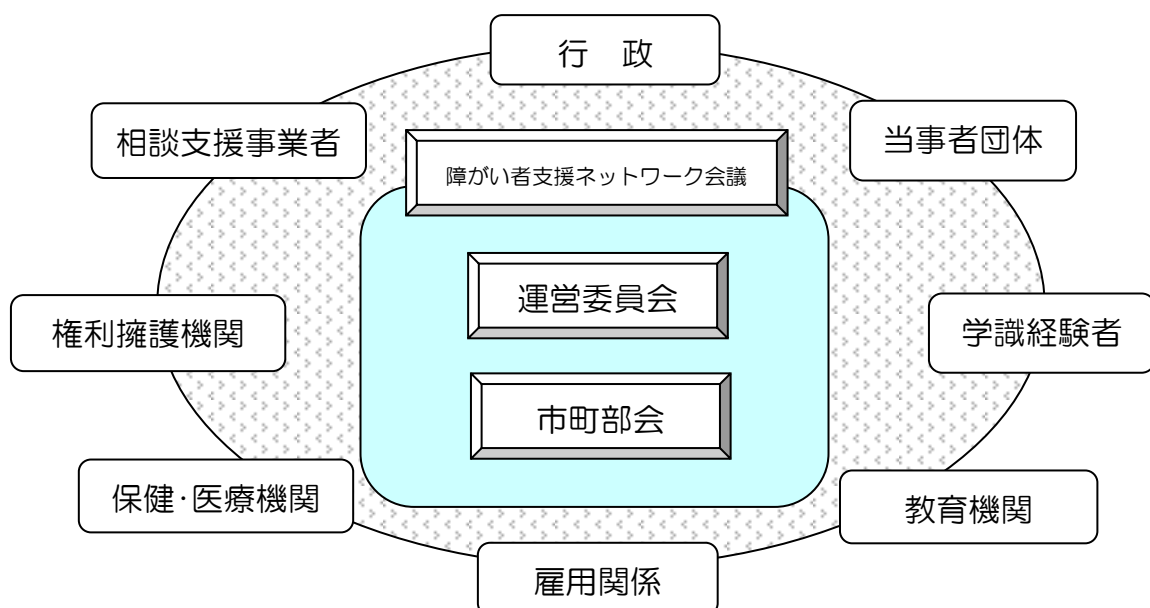 行　政
相談支援事業者
当事者団体
障がい者支援ネットワーク会議
運営委員会
権利擁護機関
学識経験者
市町部会
保健・医療機関
教育機関
雇用関係